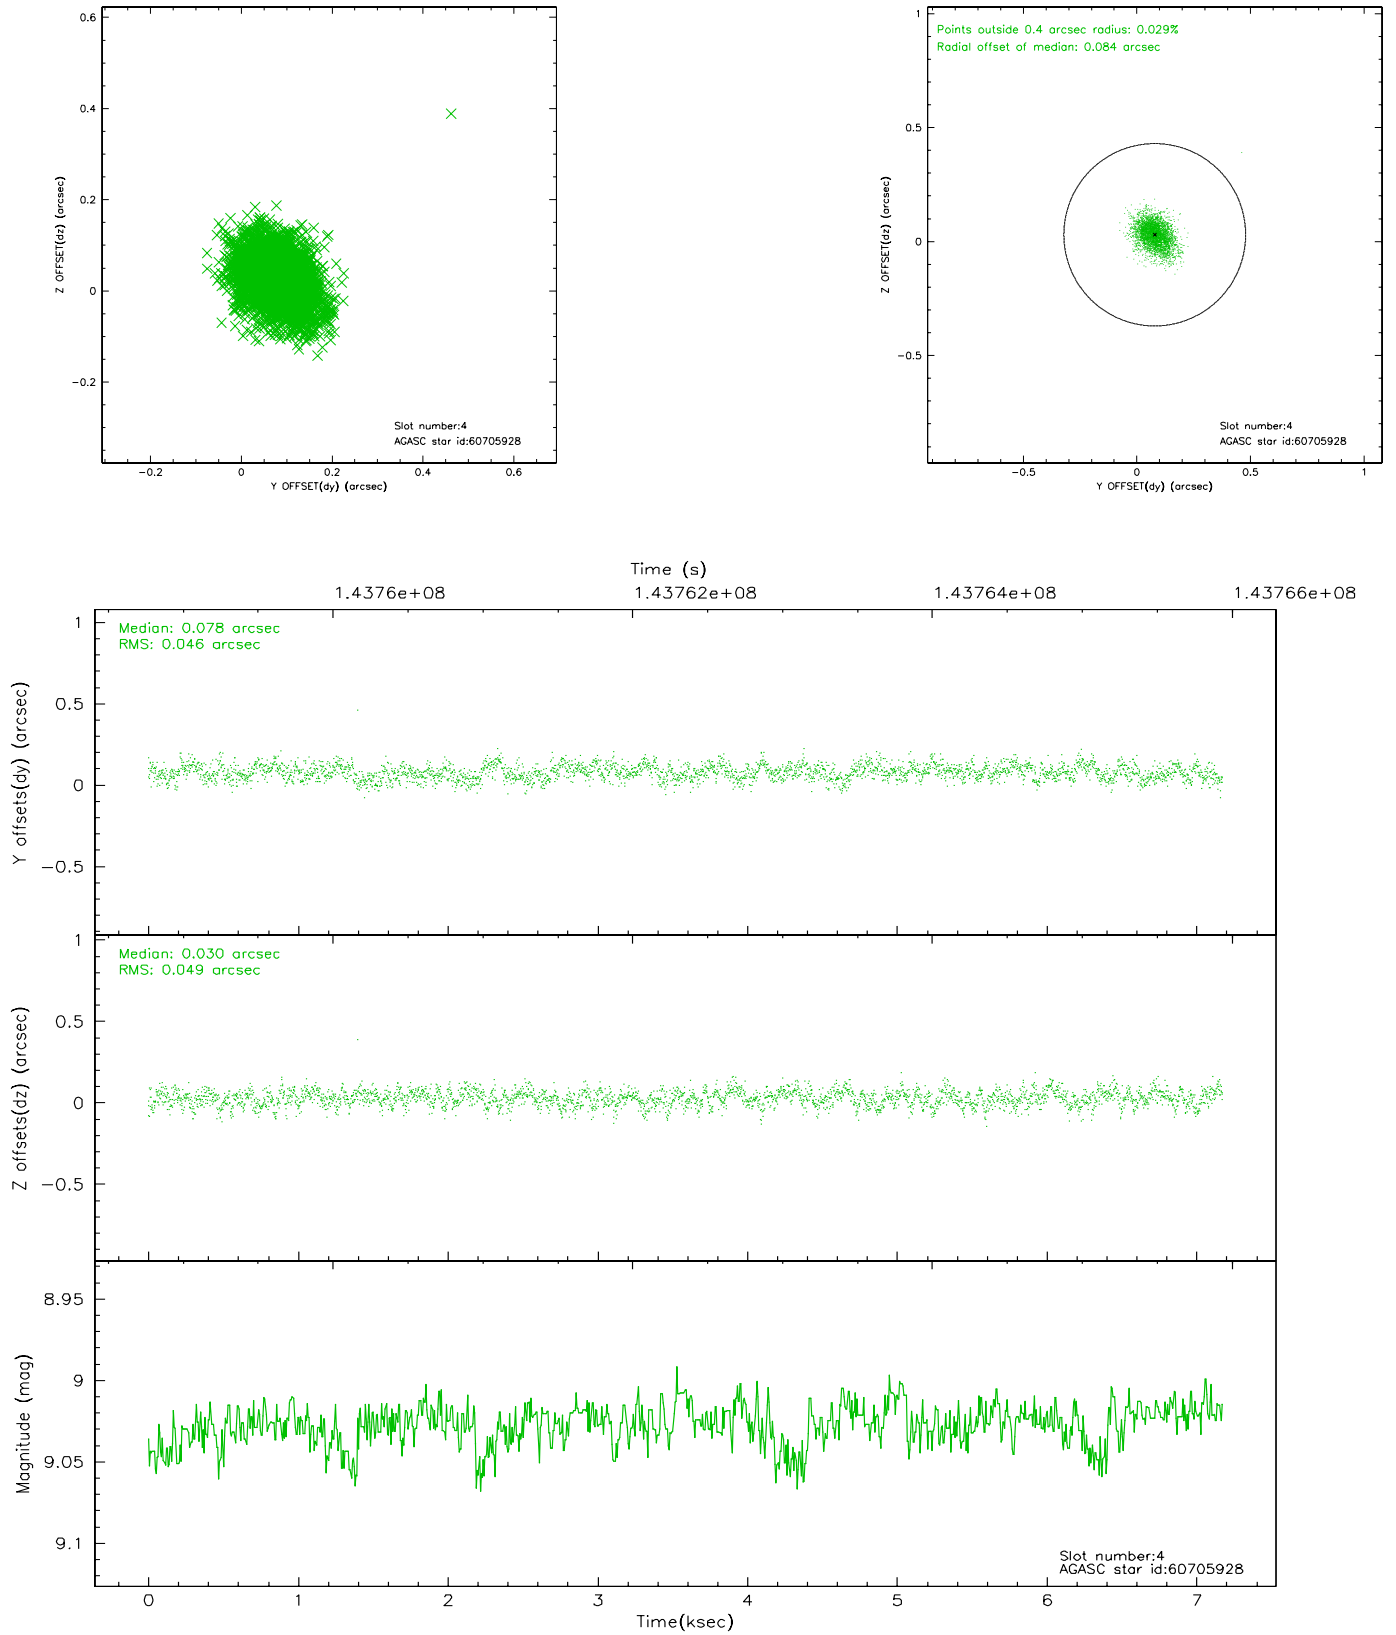 0.6
0.4
0.2
0
−0.2
Z OFFSET(dz) (arcsec)
Slot number:4
AGASC star id:60705928
−0.2 0 0.2 0.4 0.6
Y OFFSET(dy) (arcsec)
Points outside 0.4 arcsec radius: 0.029%
Radial offset of median: 0.084 arcsec
1
0.5
0
−0.5
Z OFFSET(dz) (arcsec)
Slot number:4
AGASC star id:60705928
−0.5 0 0.5 1
Y OFFSET(dy) (arcsec)
Time (s)
1.4376e+08 1.43762e+08 1.43764e+08 1.43766e+08
Median: 0.078 arcsec
RMS: 0.046 arcsec
1
0.5
0
−0.5
Y offsets(dy) (arcsec)
Median: 0.030 arcsec
RMS: 0.049 arcsec
1
0.5
0
−0.5
Z offsets(dz) (arcsec)
8.95
9
9.05
9.1
Magnitude (mag)
Slot number:4
AGASC star id:60705928
0 1 2 3 4 5 6 7
Time(ksec)